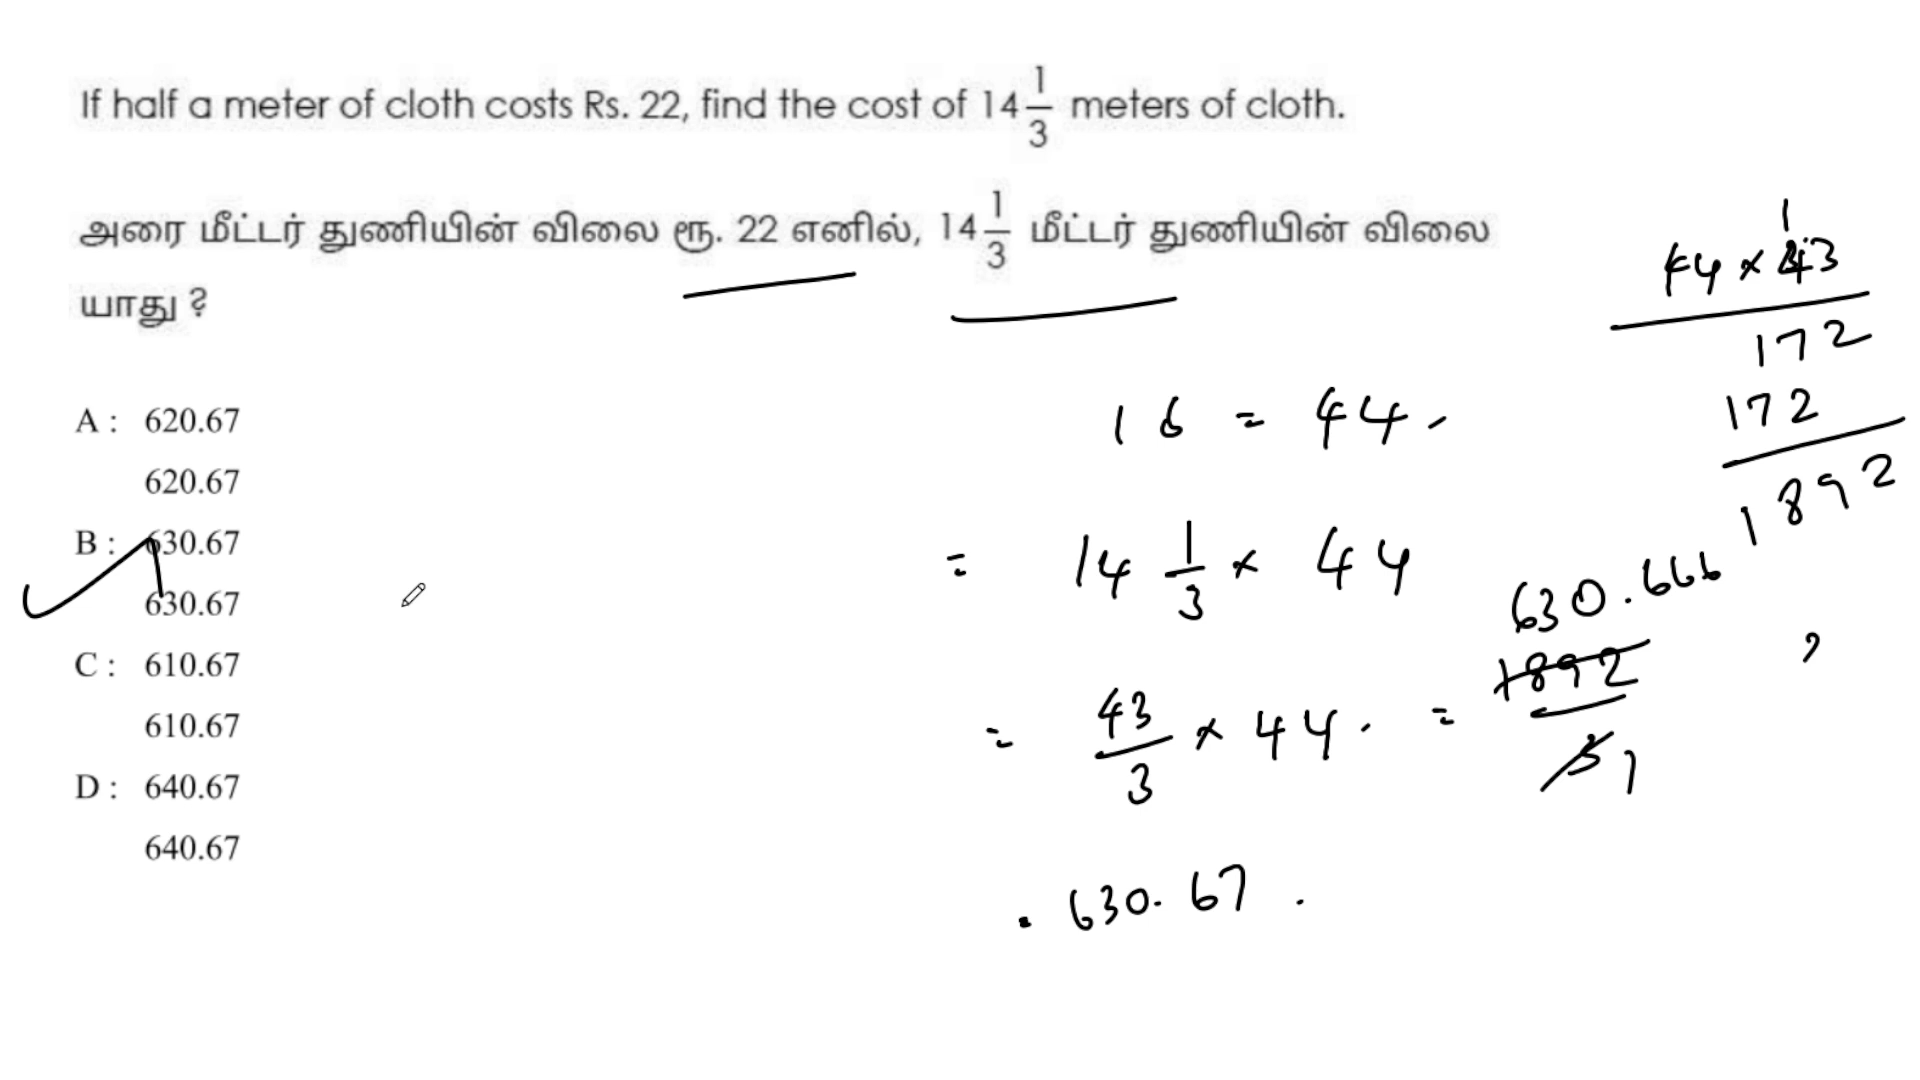 If half a meter of cloth costs Rs. 22, find the cost of 14 1/3 meters of cloth.
அரை மீட்டர் துணியின் விலை ரூ. 22 எனில், 14 1/3 மீட்டர் துணியின் விலை
யாது ?
A : 620.67
620.67
B : 630.67
630.67
C : 610.67
610.67
D : 640.67
640.67
1
44 × 43
172
172
1892
= 44.
= 14 1/3 × 44
630.666
= 43/3 × 44. = 1892/3 1
. 630.67 .